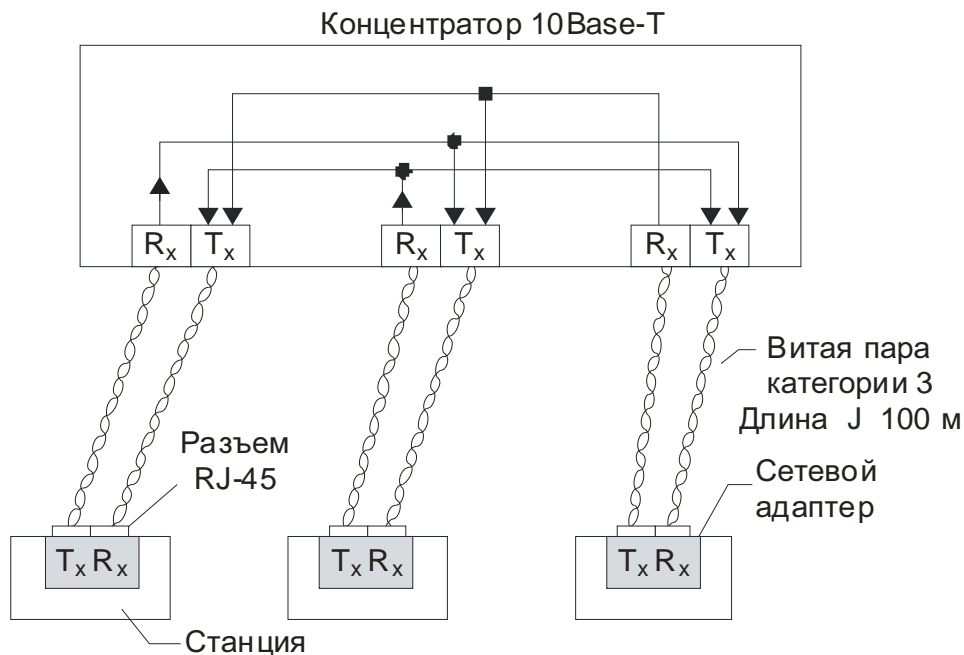 Концентратор 10Base-T
Rx Tx Rx Tx Rx Tx
Витая пара
категории 3
Длина J 100 м
Разъем
RJ-45
Сетевой
адаптер
Tx Rx Tx Rx Tx Rx
Станция